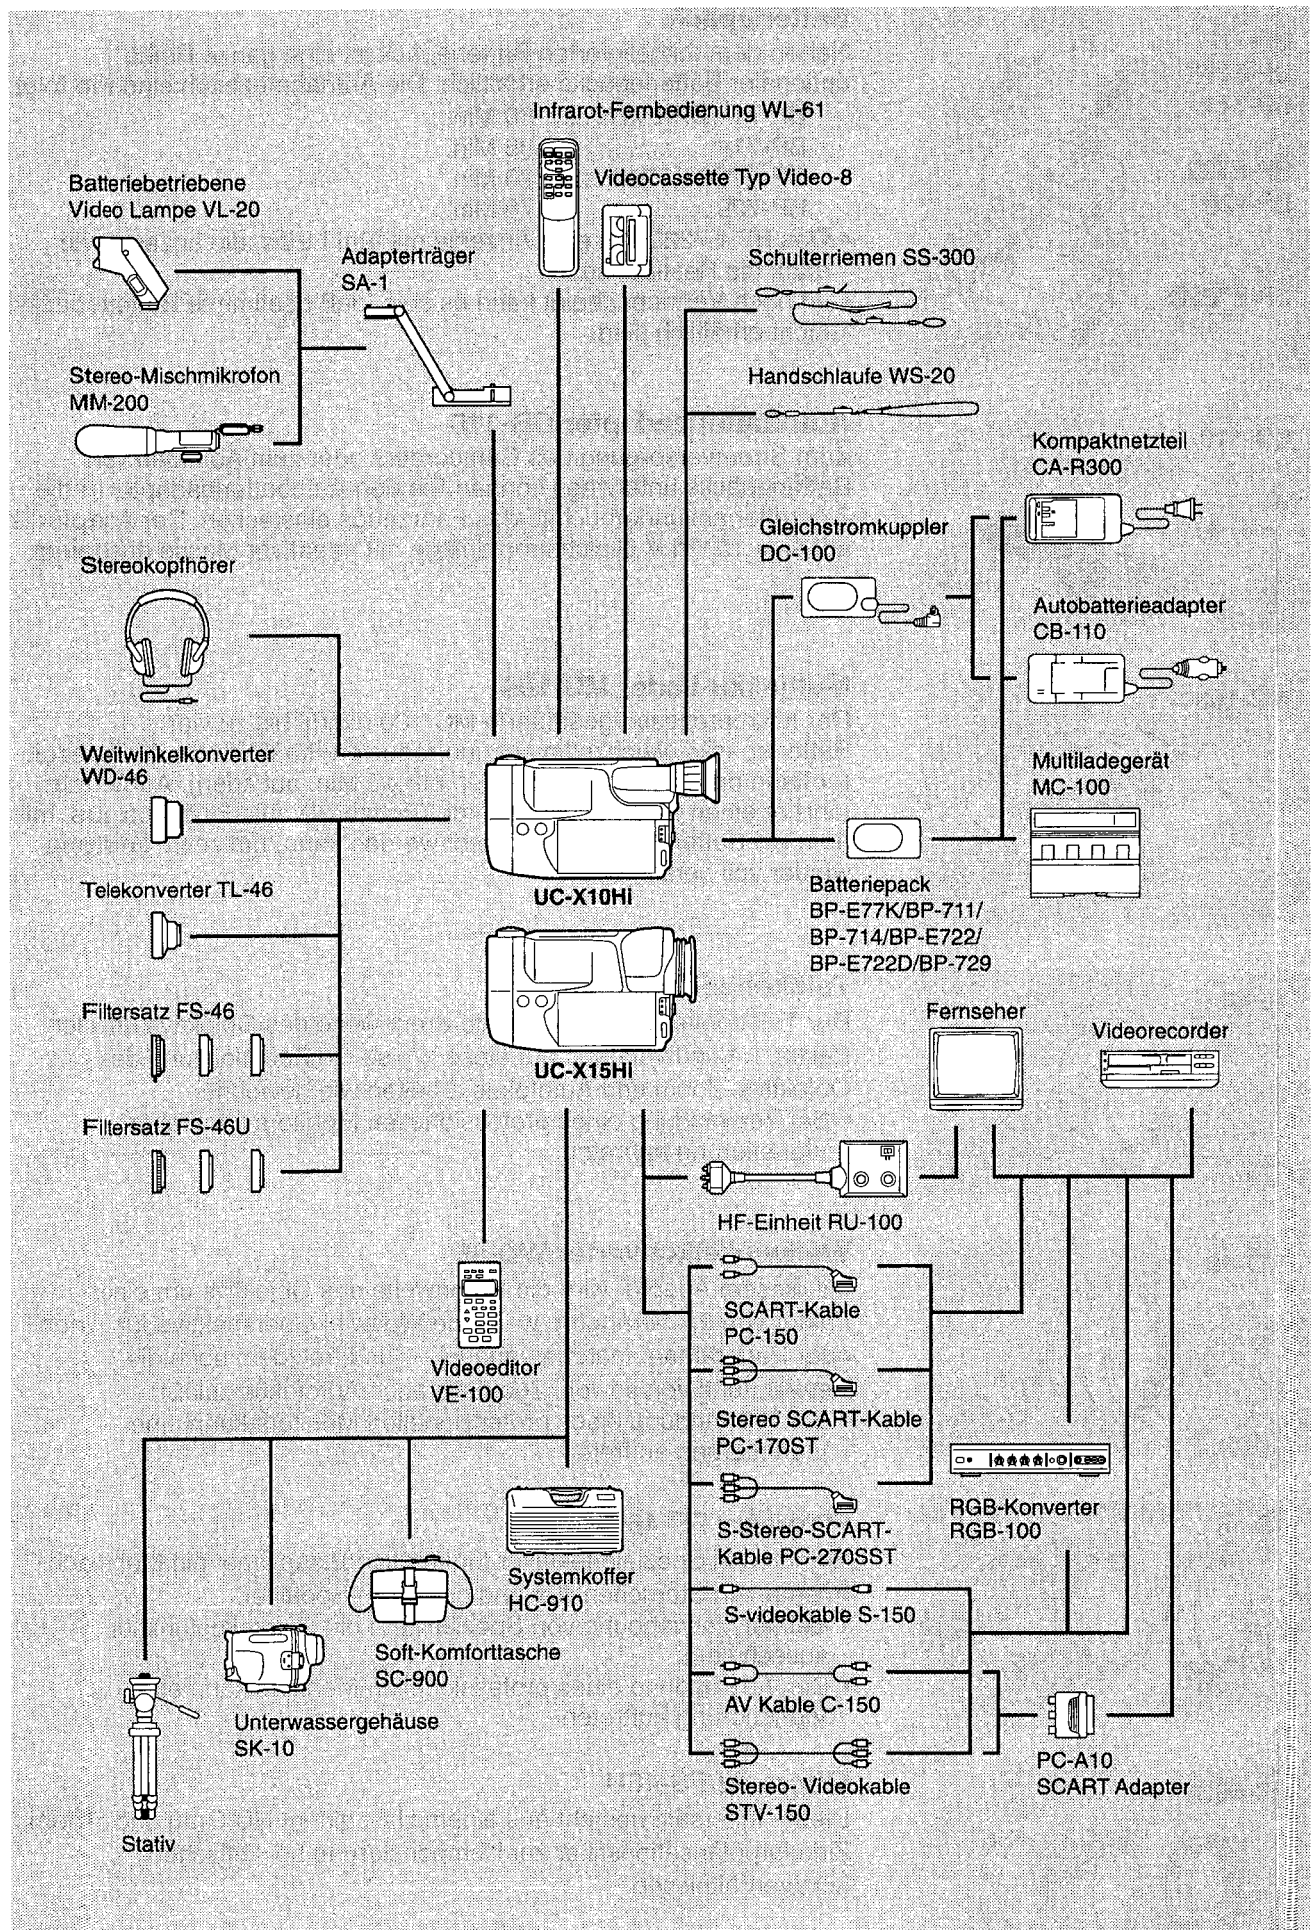 Infrarot-Fernbedienung WL-61
Batteriebetriebene
Video Lampe VL-20
Videocassette Typ Video-8
Adapterträger
SA-1
Schulterriemen SS-300
Stereo-Mischmikrofon
MM-200
Handschlaufe WS-20
Kompaktnetzteil
CA-R300
Gleichstromkuppler
DC-100
Stereokopfhörer
Autobatterieadapter
CB-110
Weitwinkelkonverter
WD-46
Multiladegerät
MC-100
Telekonverter TL-46
UC-X10Hi
Batteriepack
BP-E77K/BP-711/
BP-714/BP-E722/
BP-E722D/BP-729
Filtersatz FS-46
Fernseher
Videorecorder
UC-X15Hi
Filtersatz FS-46U
HF-Einheit RU-100
SCART-Kable
PC-150
Videoeditor
VE-100
Stereo SCART-Kable
PC-170ST
RGB-Konverter
RGB-100
S-Stereo-SCART-
Kable PC-270SST
Systemkoffer
HC-910
S-videokable S-150
Soft-Komforttasche
SC-900
AV Kable C-150
Unterwassergehäuse
SK-10
PC-A10
SCART Adapter
Stereo- Videokable
STV-150
Stativ